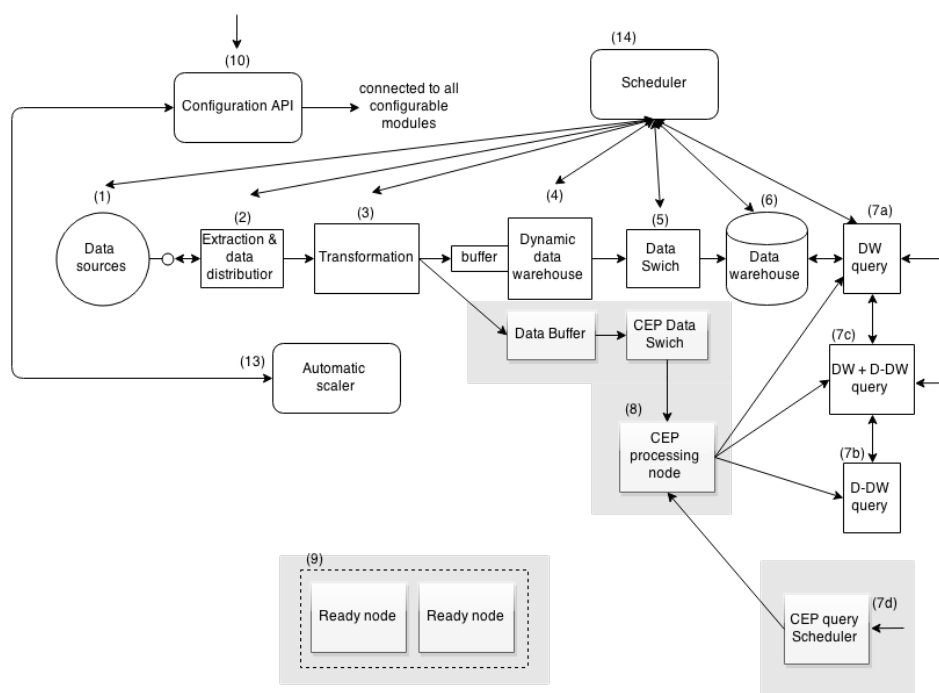 (10)
Configuration API
connected to all
configurable
modules
(14)
Scheduler
(1)
Data
sources
(2)
Extraction &
data
distributior
(3)
Transformation
(4)
buffer
Dynamic
data
warehouse
(5)
Data
Swich
(6)
Data
warehouse
(7a)
DW
query
Data Buffer
CEP Data
Swich
(7c)
DW + D-DW
query
(13)
Automatic
scaler
(8)
CEP
processing
node
(7b)
D-DW
query
(9)
Ready node
Ready node
(7d)
CEP query
Scheduler